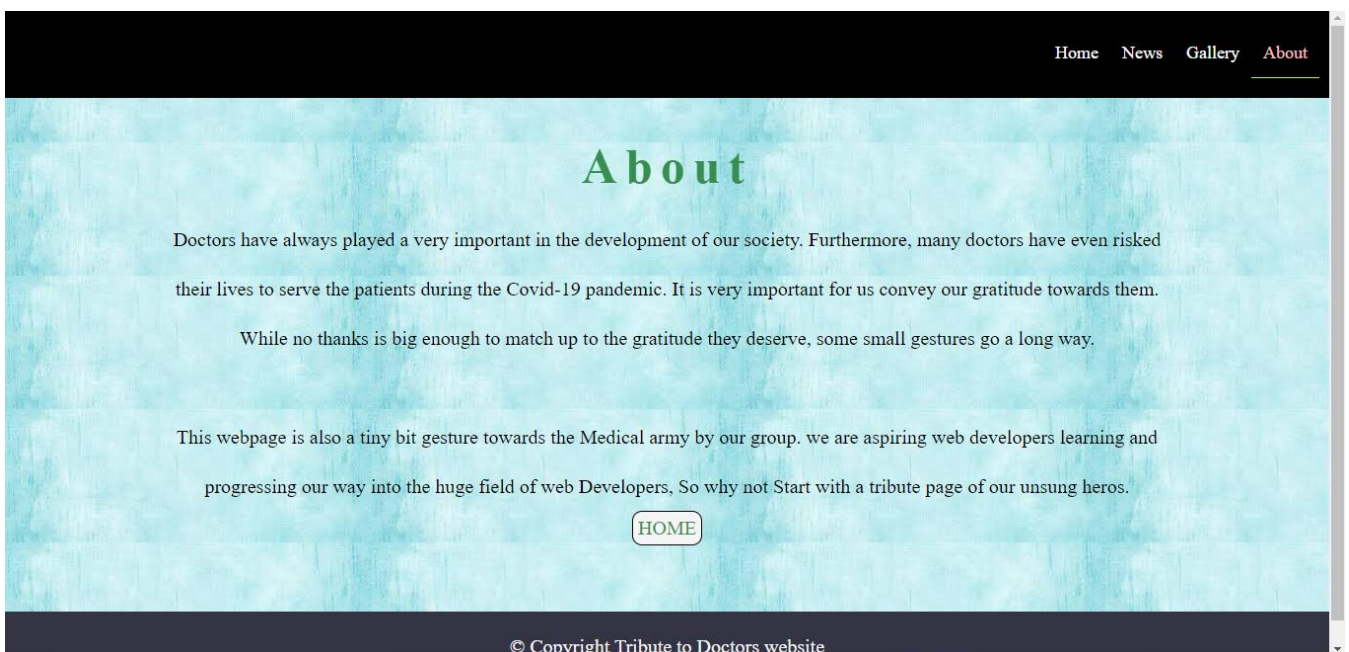 Home News Gallery About
About
Doctors have always played a very important in the development of our society. Furthermore, many doctors have even risked
their lives to serve the patients during the Covid-19 pandemic. It is very important for us convey our gratitude towards them.
While no thanks is big enough to match up to the gratitude they deserve, some small gestures go a long way.
This webpage is also a tiny bit gesture towards the Medical army by our group. we are aspiring web developers learning and
progressing our way into the huge field of web Developers, So why not Start with a tribute page of our unsung heros.
HOME
© Copyright Tribute to Doctors website